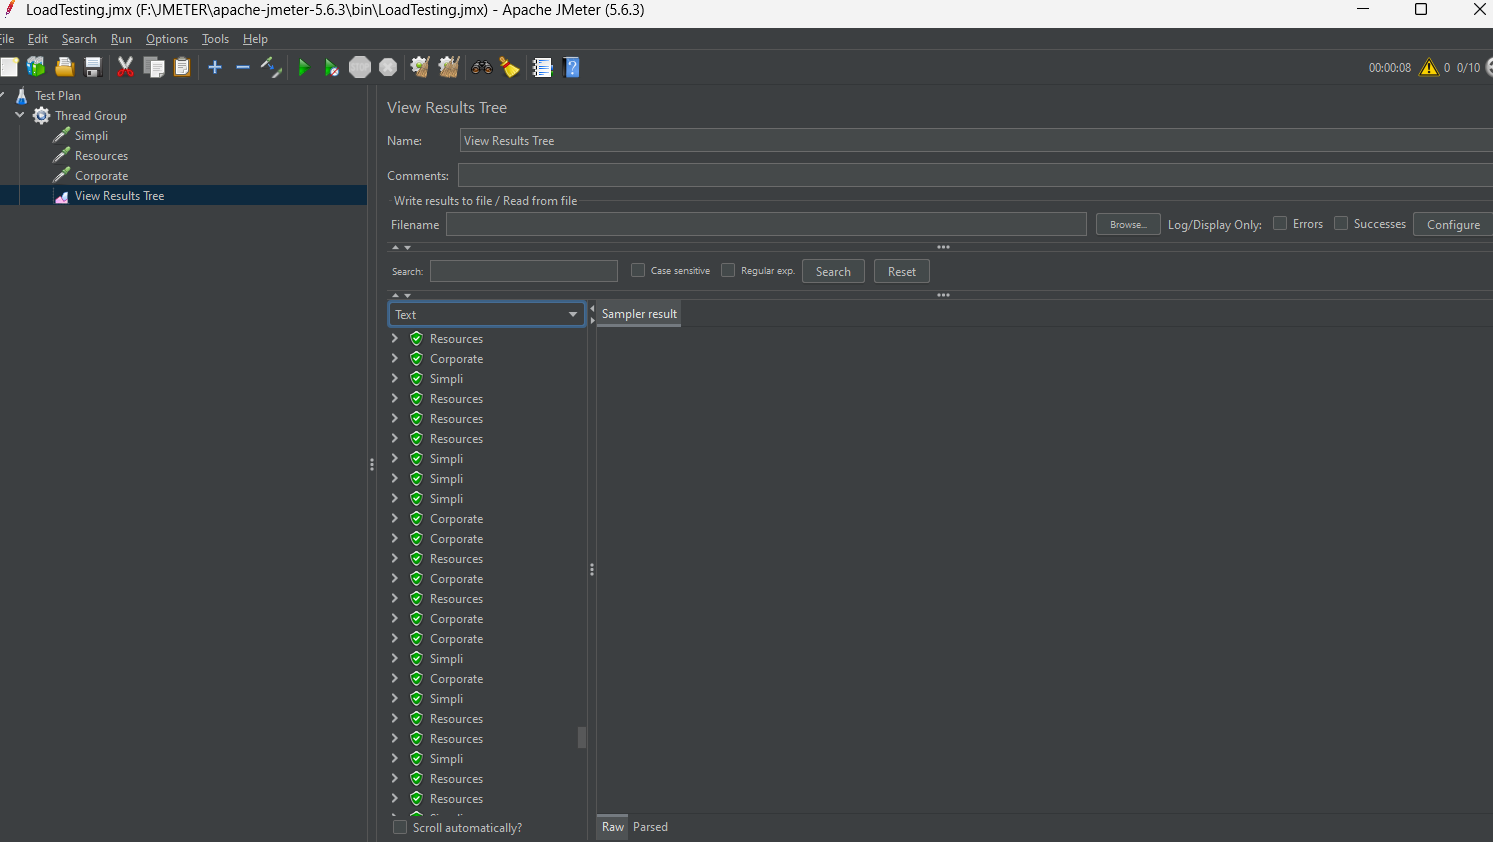 LoadTesting.jmx (F:\JMETER\apache-jmeter-5.6.3\bin\LoadTesting.jmx) - Apache JMeter (5.6.3)
ile Edit Search Run Options Tools Help
STOP
00:00:08 0 0/10
Test Plan
Thread Group
Simpli
Resources
Corporate
View Results Tree
View Results Tree
Name: View Results Tree
Comments:
Write results to file / Read from file
Filename Browse... Log/Display Only: Errors Successes Configure
Search: Case sensitive Regular exp. Search Reset
Text
Sampler result
Resources
Corporate
Simpli
Resources
Resources
Resources
Simpli
Simpli
Simpli
Corporate
Corporate
Resources
Corporate
Resources
Corporate
Corporate
Simpli
Corporate
Simpli
Resources
Resources
Simpli
Resources
Resources
Scroll automatically?
Raw Parsed